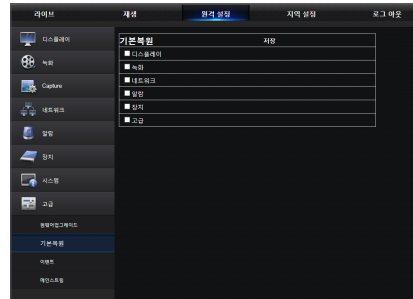 라이브 재생 원격 설정 지역 설정 로그 아웃
디스플레이
녹화
Capture
네트워크
알람
장치
시스템
고급
펌웨어업그레이드
기본복원
이벤트
메인스트림
기본복원 저장
디스플레이
녹화
네트워크
알람
장치
고급